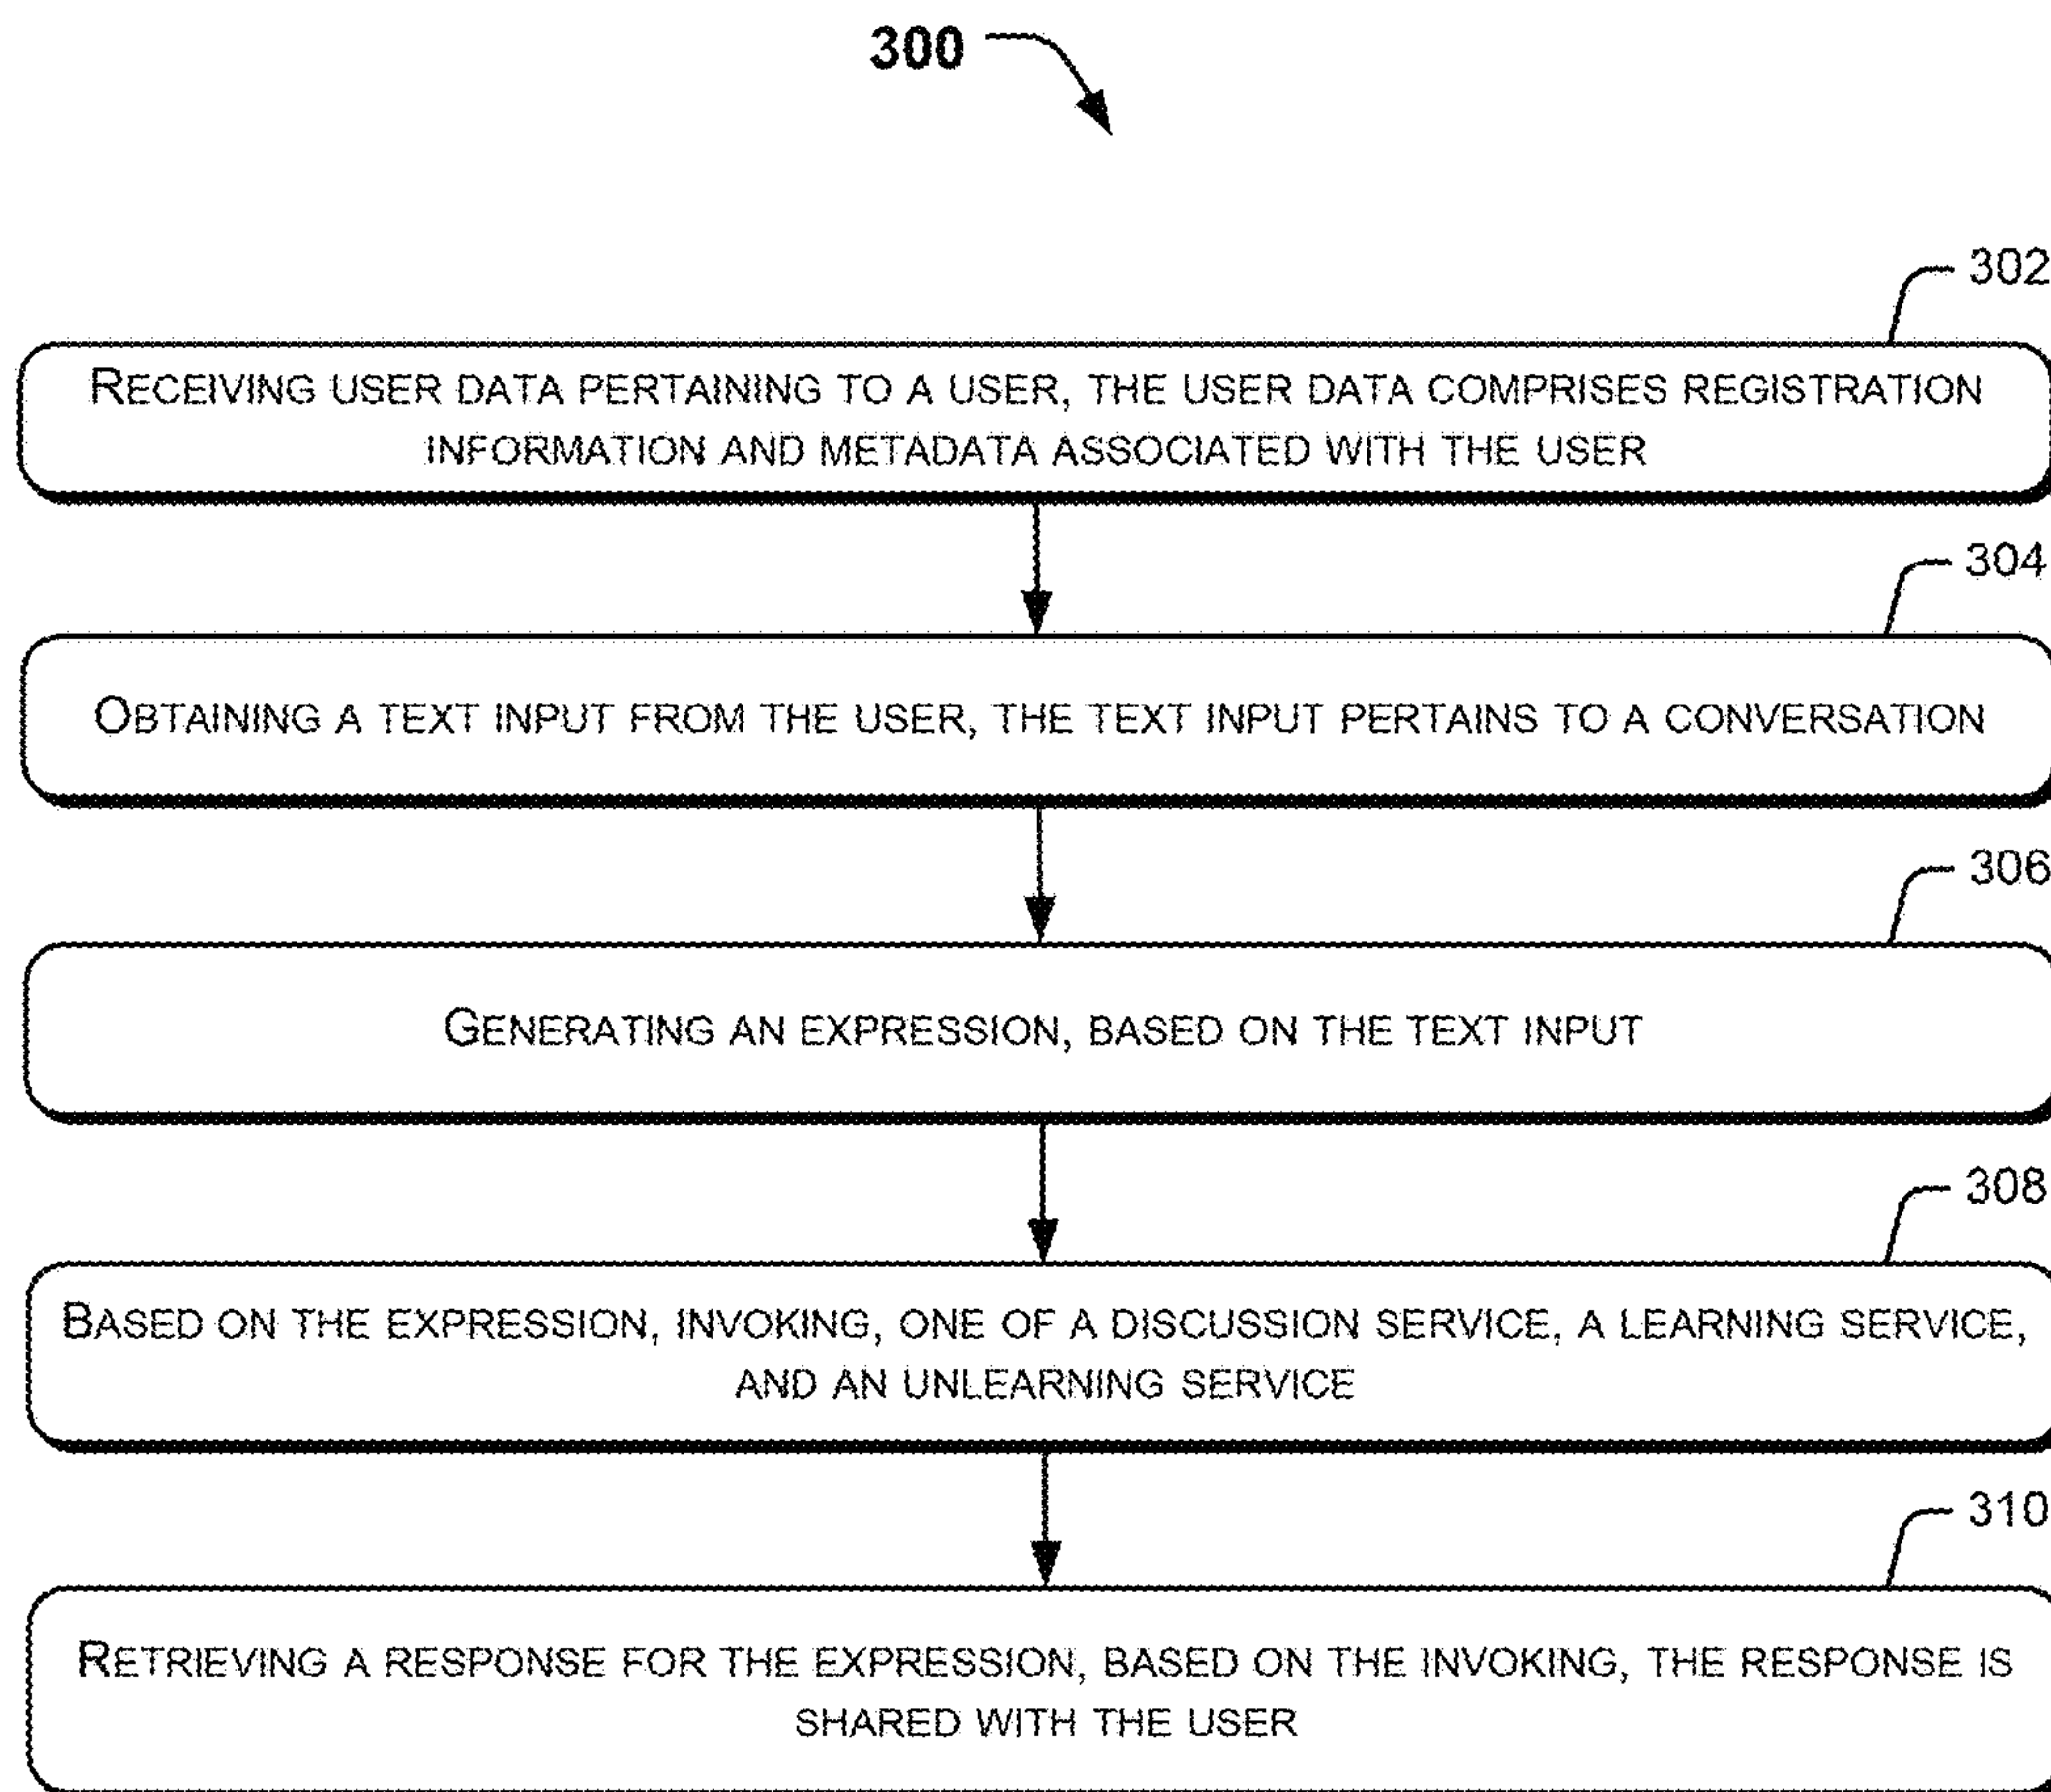 300
302
RECEIVING USER DATA PERTAINING TO A USER, THE USER DATA COMPRISES REGISTRATION
INFORMATION AND METADATA ASSOCIATED WITH THE USER
304
OBTAINING A TEXT INPUT FROM THE USER, THE TEXT INPUT PERTAINS TO A CONVERSATION
306
GENERATING AN EXPRESSION, BASED ON THE TEXT INPUT
308
BASED ON THE EXPRESSION, INVOKING, ONE OF A DISCUSSION SERVICE, A LEARNING SERVICE,
AND AN UNLEARNING SERVICE
310
RETRIEVING A RESPONSE FOR THE EXPRESSION, BASED ON THE INVOKING, THE RESPONSE IS
SHARED WITH THE USER